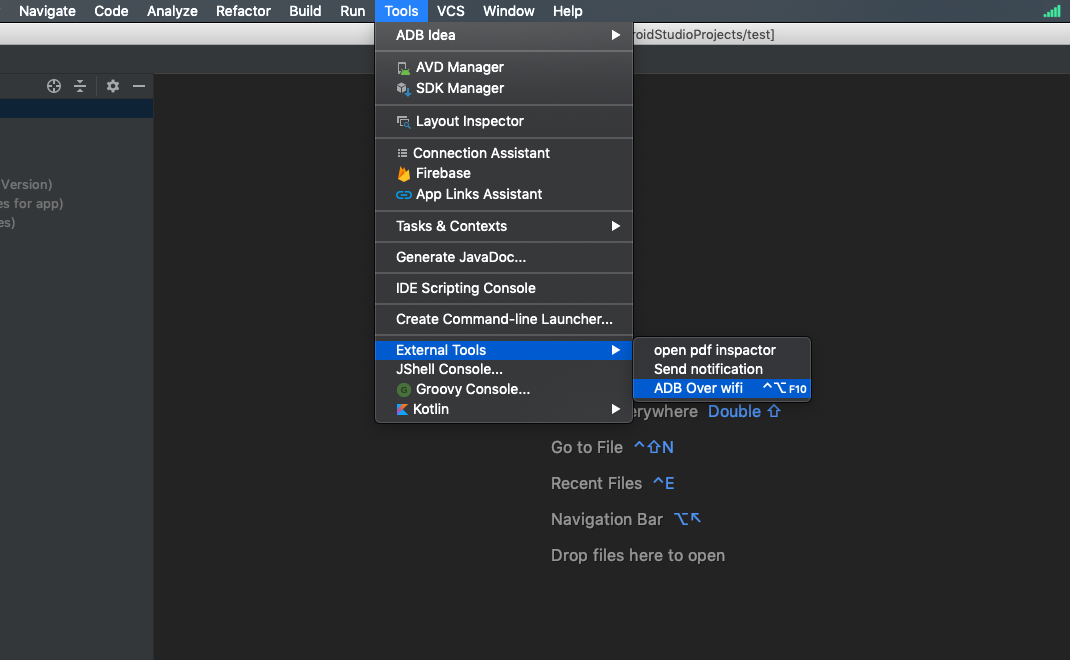 Navigate Code Analyze Refactor Build Run Tools VCS Window Help
roidStudioProjects/test]
Version)
es for app)
es)
ADB Idea
AVD Manager
SDK Manager
Layout Inspector
Connection Assistant
Firebase
App Links Assistant
Tasks & Contexts
Generate JavaDoc...
IDE Scripting Console
Create Command-line Launcher...
External Tools
JShell Console...
G Groovy Console...
Kotlin
open pdf inspactor
Send notification
ADB Over wifi ^⌥F10
erywhere Double ⇧
Go to File ^⇧N
Recent Files ^E
Navigation Bar ⌥↖
Drop files here to open